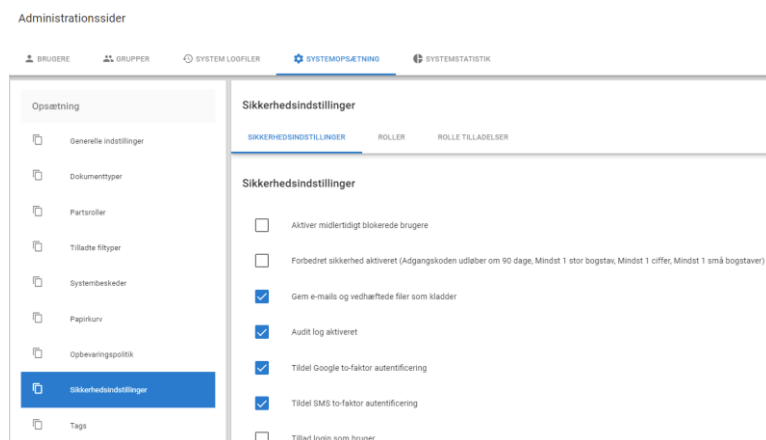 Administrationssider
BRUGERE GRUPPER SYSTEM LOGFILER SYSTEMOPSÆTNING SYSTEMSTATISTIK
Opsætning
Generelle indstillinger
Dokumenttyper
Partsroller
Tilladte filtyper
Systembeskeder
Papirkurv
Opbevaringspolitik
Sikkerhedsindstillinger
Tags
Sikkerhedsindstillinger
SIKKERHEDSINDSTILLINGER ROLLER ROLLE TILLADELSER
Sikkerhedsindstillinger
Aktiver midlertidigt blokerede brugere
Forbedret sikkerhed aktiveret (Adgangskoden udløber om 90 dage, Mindst 1 stor bogstav, Mindst 1 ciffer, Mindst 1 små bogstaver)
Gem e-mails og vedhæftede filer som kladder
Audit log aktiveret
Tildel Google to-faktor autentificering
Tildel SMS to-faktor autentificering
Tillad login som bruger